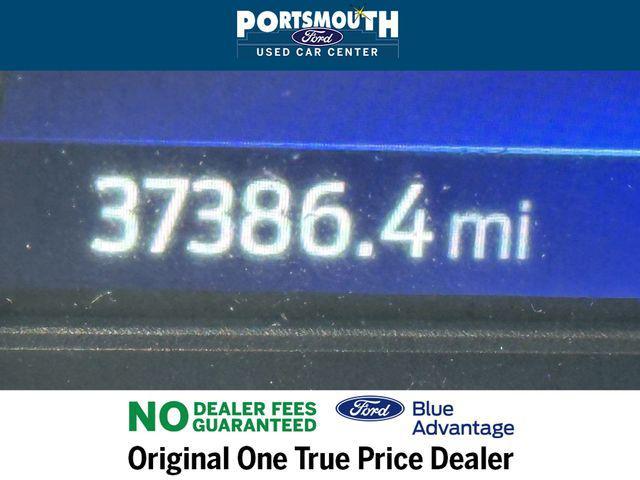 PORTSMOUTH
Ford
USED CAR CENTER
37386.4 mi
NO DEALER FEES
GUARANTEED
Ford Blue
Advantage
Original One True Price Dealer